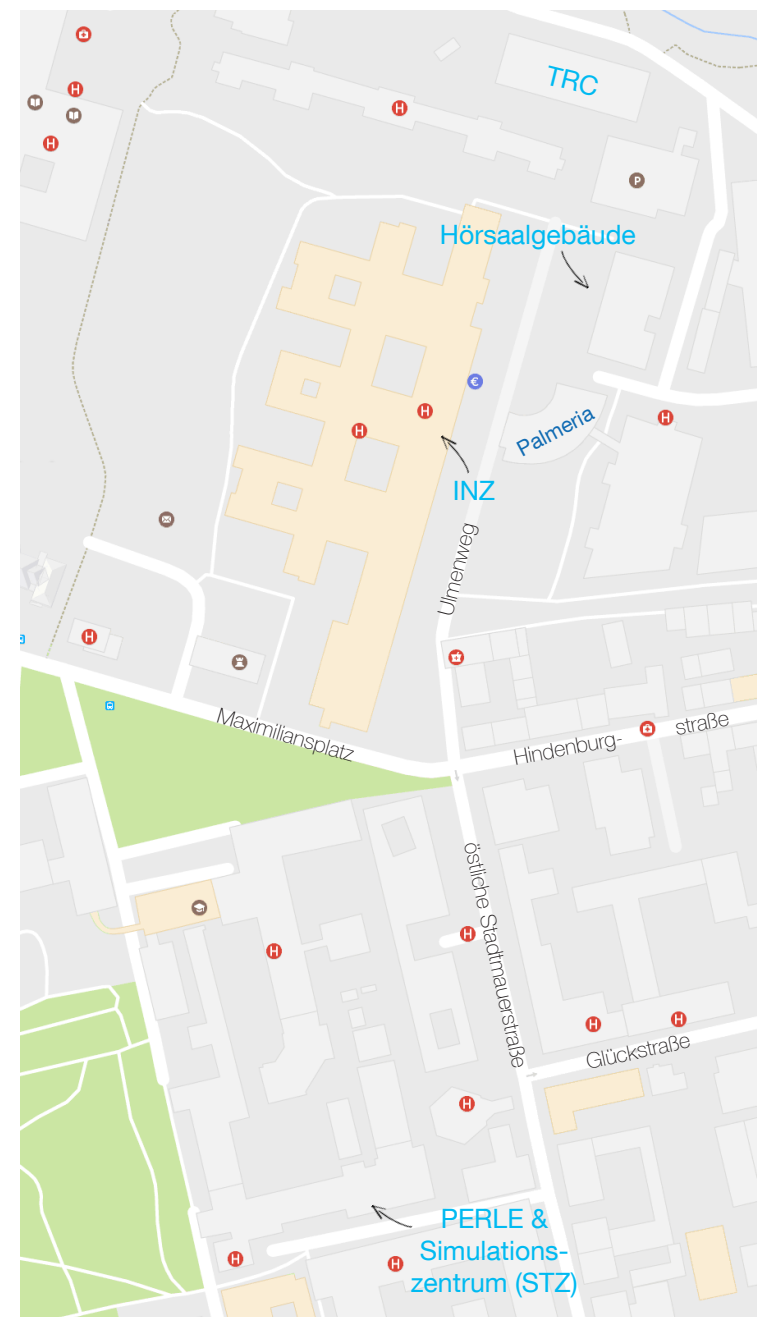 TRC
Hörsaalgebäude
Palmeria
INZ
Ulmenweg
Maximiliansplatz
Hindenburg-
straße
östliche Stadtmauerstraße
Glückstraße
PERLE &
Simulations-
zentrum (STZ)